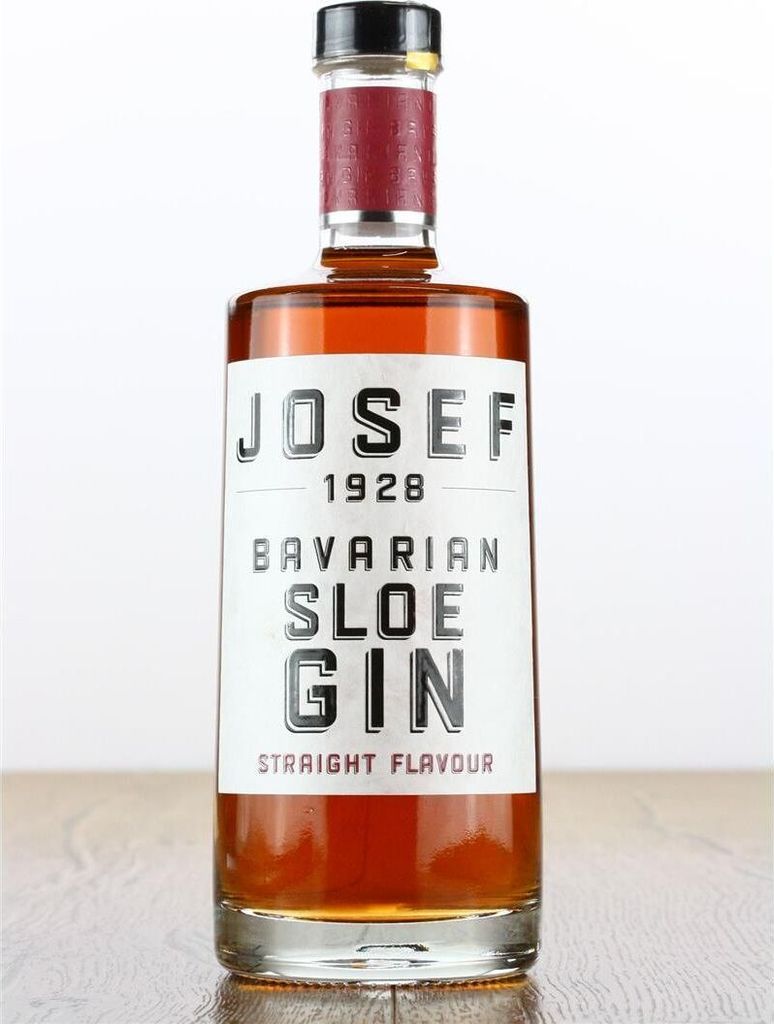 JOSEF
1928
BAVARIAN
SLOE
GIN
STRAIGHT FLAVOUR